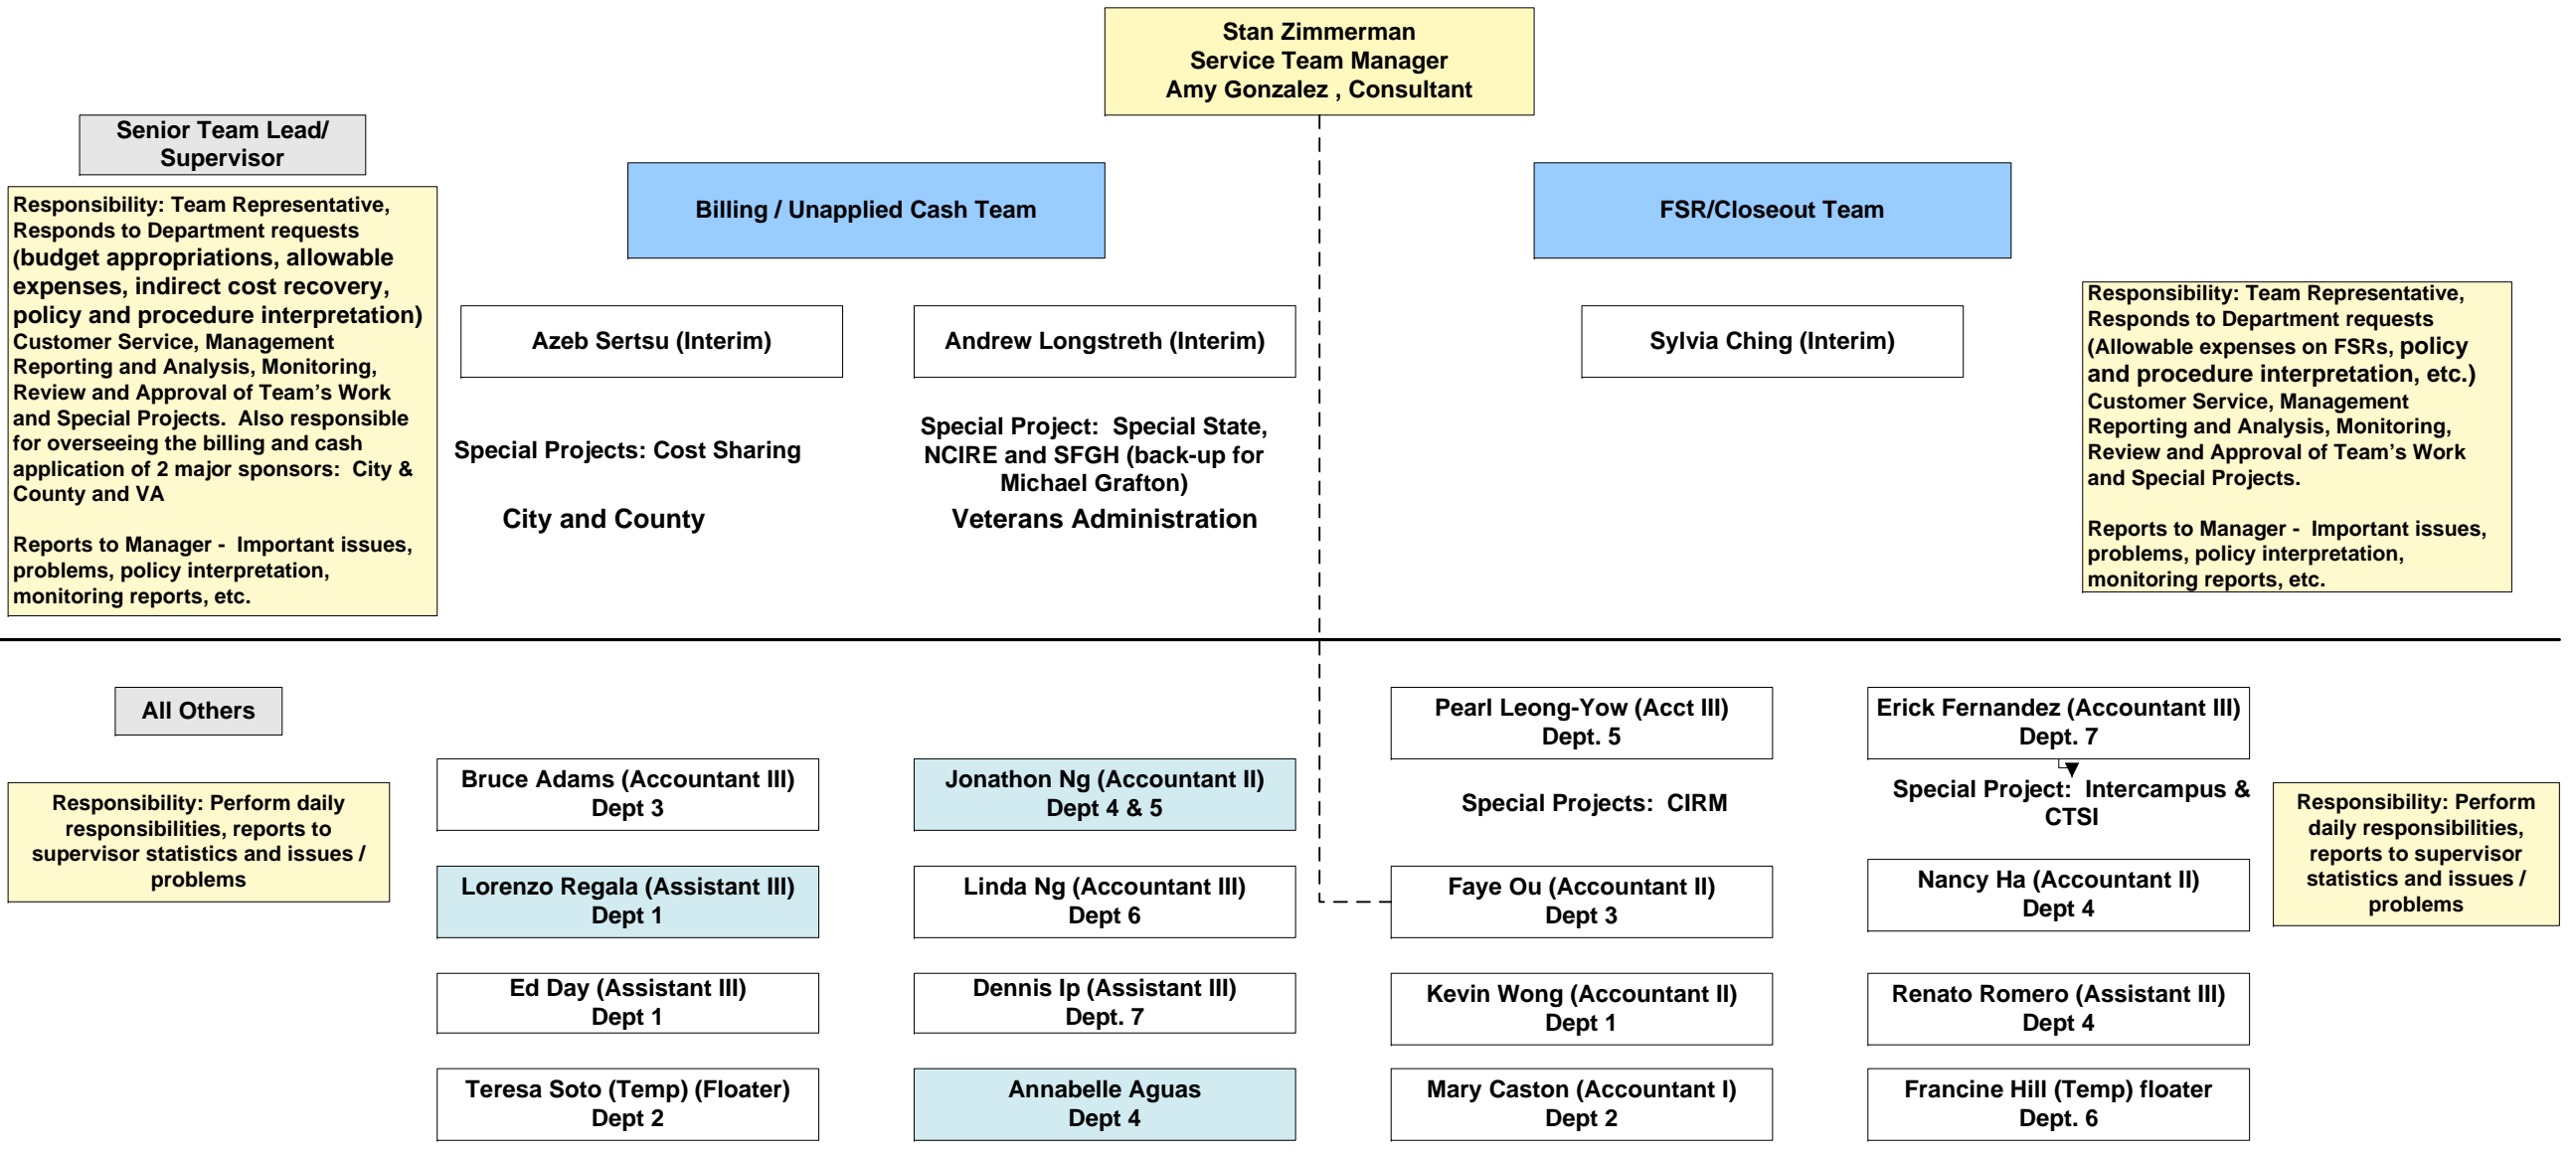 Stan Zimmerman
Service Team Manager
Amy Gonzalez , Consultant
Senior Team Lead/
Supervisor
Responsibility: Team Representative,
Responds to Department requests
(budget appropriations, allowable
expenses, indirect cost recovery,
policy and procedure interpretation)
Customer Service, Management
Reporting and Analysis, Monitoring,
Review and Approval of Team’s Work
and Special Projects.  Also responsible
for overseeing the billing and cash
application of 2 major sponsors:  City &
County and VA
Reports to Manager -  Important issues,
problems, policy interpretation,
monitoring reports, etc.
Billing / Unapplied Cash Team
Azeb Sertsu (Interim)
Special Projects: Cost Sharing
City and County
Andrew Longstreth (Interim)
Special Project:  Special State,
NCIRE and SFGH (back-up for
Michael Grafton)
Veterans Administration
FSR/Closeout Team
Sylvia Ching (Interim)
Responsibility: Team Representative,
Responds to Department requests
(Allowable expenses on FSRs, policy
and procedure interpretation, etc.)
Customer Service, Management
Reporting and Analysis, Monitoring,
Review and Approval of Team’s Work
and Special Projects.
Reports to Manager -  Important issues,
problems, policy interpretation,
monitoring reports, etc.
All Others
Responsibility: Perform daily
responsibilities, reports to
supervisor statistics and issues /
problems
Bruce Adams (Accountant III)
Dept 3
Lorenzo Regala (Assistant III)
Dept 1
Ed Day (Assistant III)
Dept 1
Teresa Soto (Temp) (Floater)
Dept 2
Jonathon Ng (Accountant II)
Dept 4 & 5
Linda Ng (Accountant III)
Dept 6
Dennis Ip (Assistant III)
Dept. 7
Annabelle Aguas
Dept 4
Pearl Leong-Yow (Acct III)
Dept. 5
Special Projects:  CIRM
Faye Ou (Accountant II)
Dept 3
Kevin Wong (Accountant II)
Dept 1
Mary Caston (Accountant I)
Dept 2
Erick Fernandez (Accountant III)
Dept. 7
Special Project:  Intercampus &
CTSI
Nancy Ha (Accountant II)
Dept 4
Renato Romero (Assistant III)
Dept 4
Francine Hill (Temp) floater
Dept. 6
Responsibility: Perform
daily responsibilities,
reports to supervisor
statistics and issues /
problems